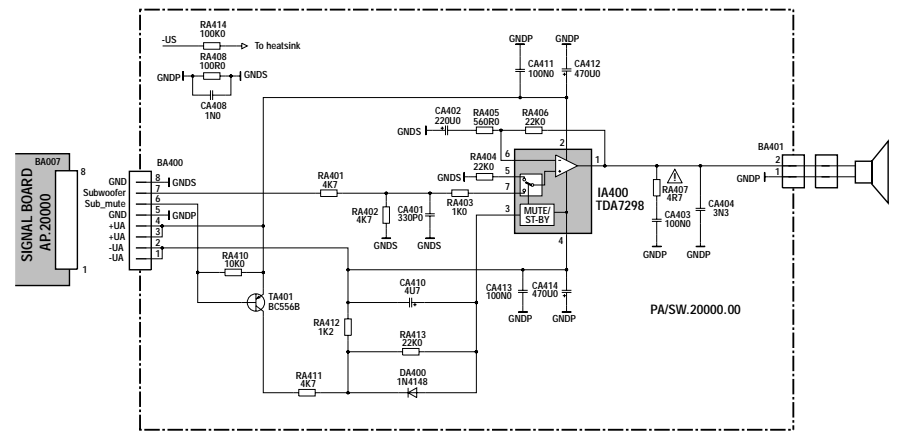 RA414
100K0
-US
To heatsink
RA408
100R0
GNDP
GNDS
CA408
1N0
GNDP
GNDP
CA411
100N0
CA412
470U0
CA402
220U0
RA405
560R0
RA406
22K0
GNDS
2
6
1
RA404
22K0
GNDS
5
7
3
4
MUTE/
ST-BY
IA400
TDA7298
BA401
2
1
GNDP
RA407
4R7
CA403
100N0
CA404
3N3
GNDP
GNDP
BA007
8
1
SIGNAL BOARD
AP.20000
BA400
GND
8
GNDS
Subwoofer
7
Sub_mute
6
GND
5
GNDP
+UA
4
+UA
3
-UA
2
-UA
1
RA401
4K7
RA402
4K7
CA401
330P0
RA403
1K0
GNDS
GNDS
RA410
10K0
TA401
BC556B
CA410
4U7
CA413
100N0
CA414
470U0
GNDP
GNDP
RA412
1K2
RA413
22K0
RA411
4K7
DA400
1N4148
PA/SW.20000.00